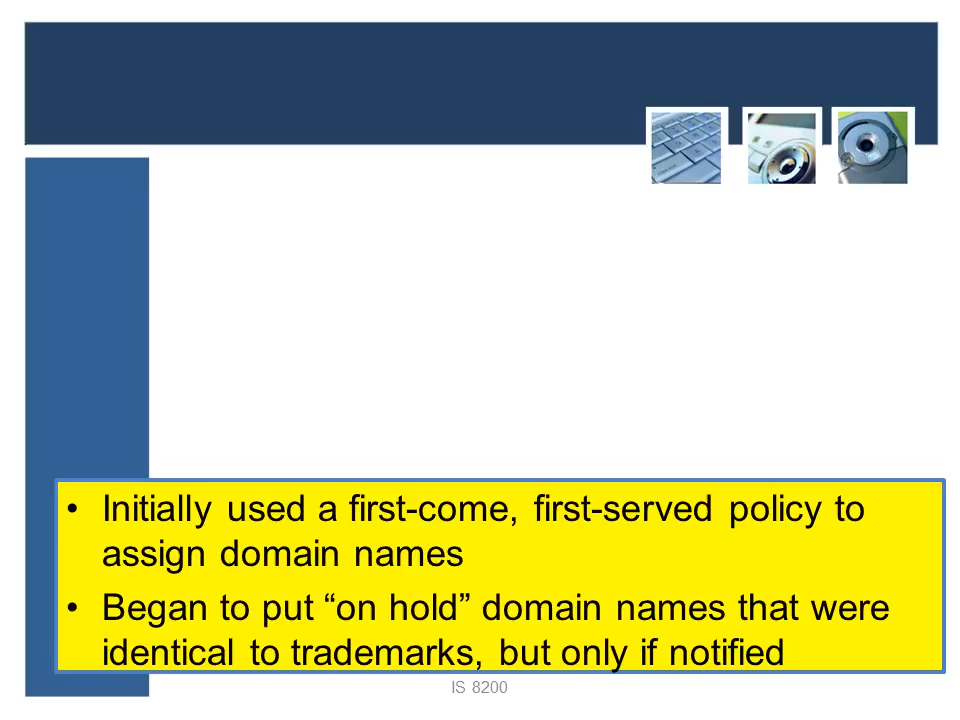 • Initially used a first-come, first-served policy to
assign domain names
• Began to put “on hold” domain names that were
identical to trademarks, but only if notified
IS 8200